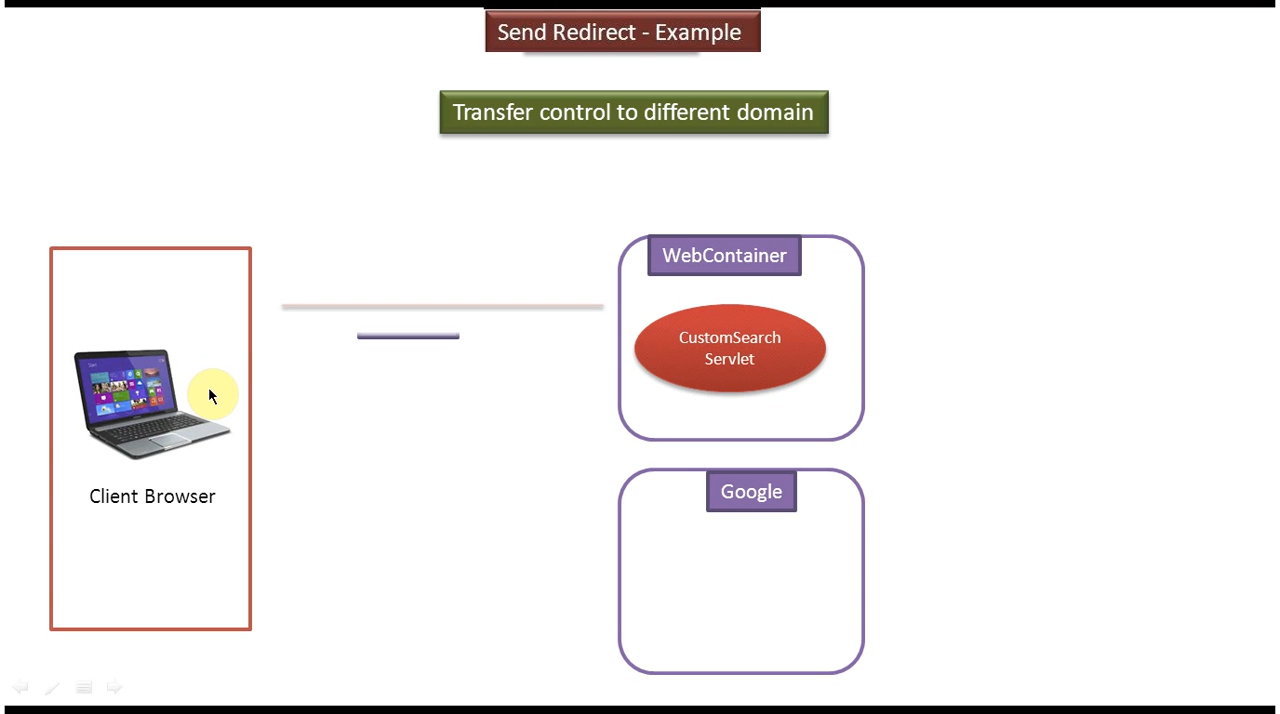 Send Redirect - Example
Transfer control to different domain
WebContainer
CustomSearch
Servlet
Client Browser
Google